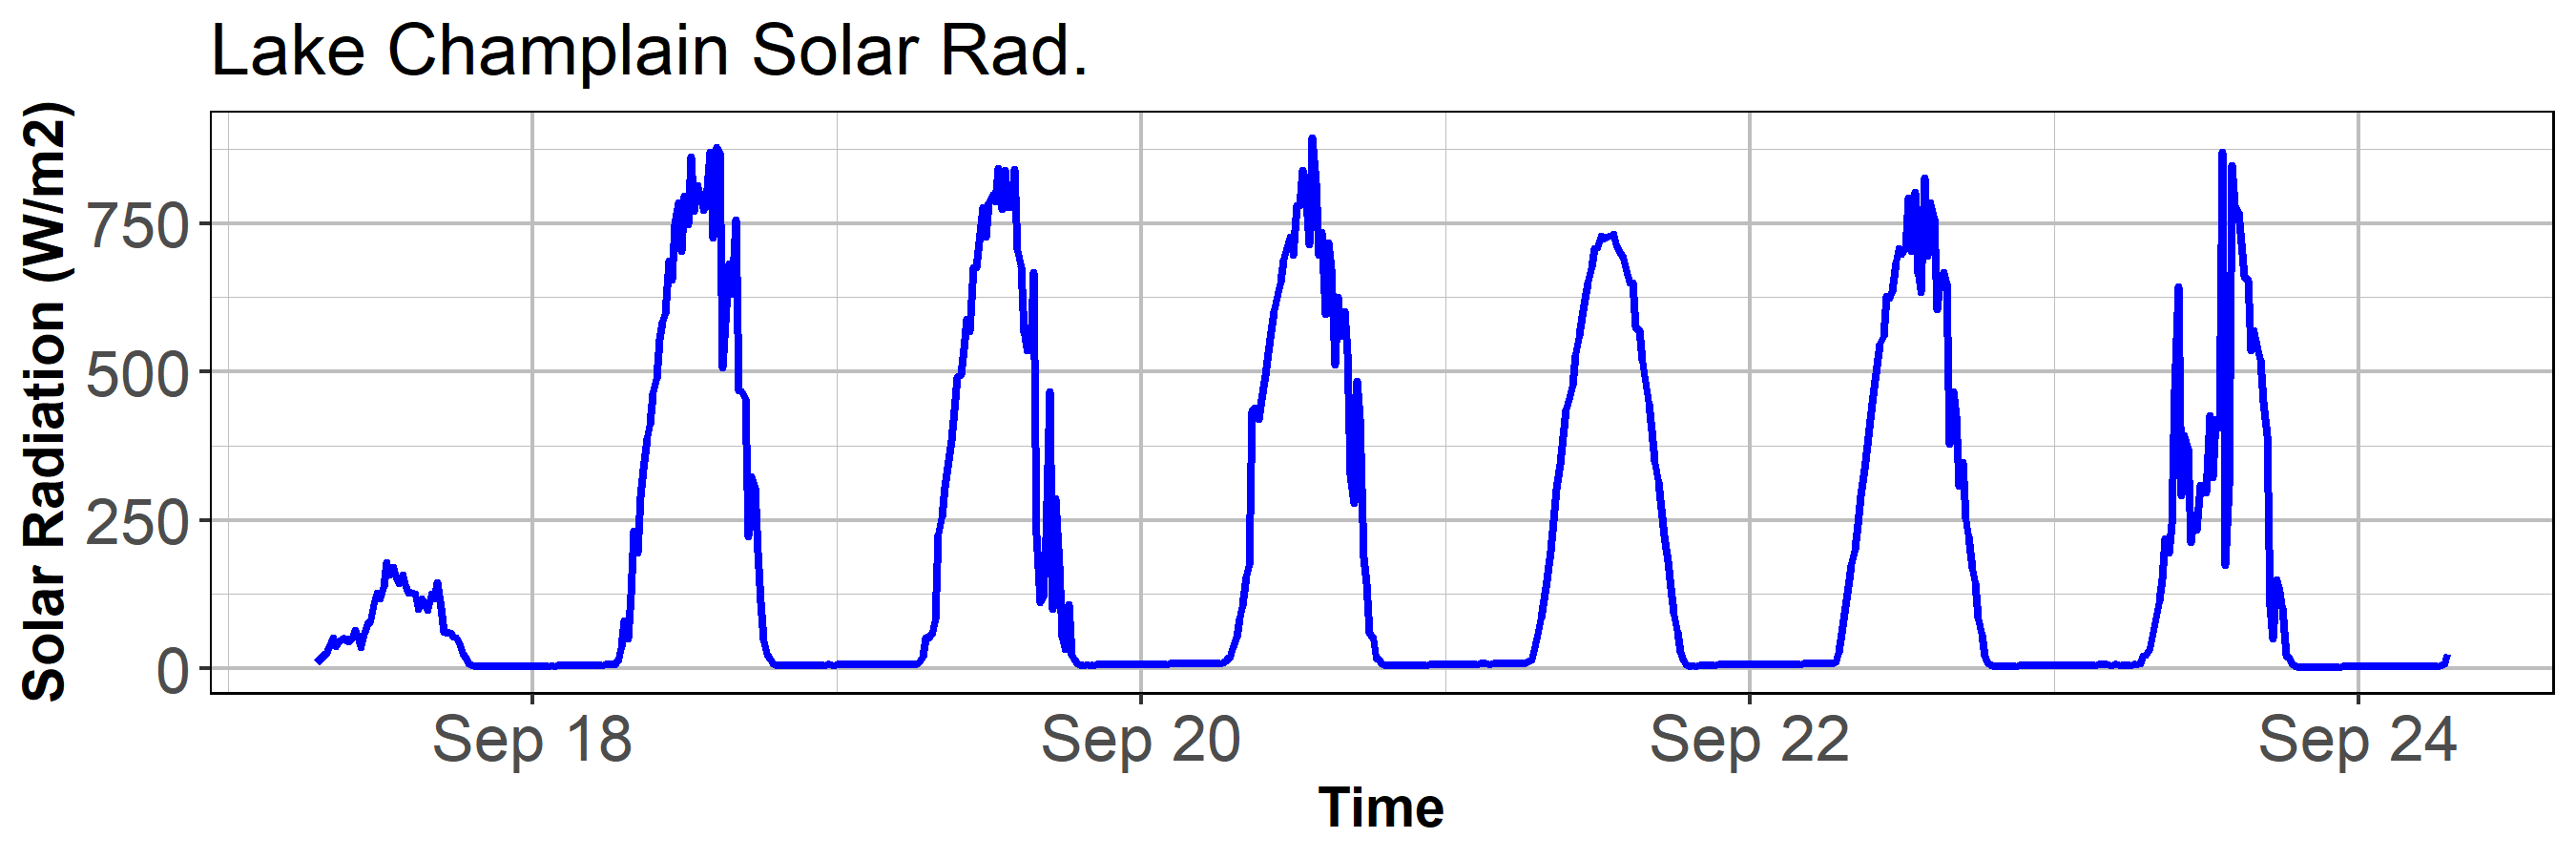 Lake Champlain Solar Rad.
Solar Radiation (W/m2)
750
500
250
0
Sep 18
Sep 20
Sep 22
Sep 24
Time